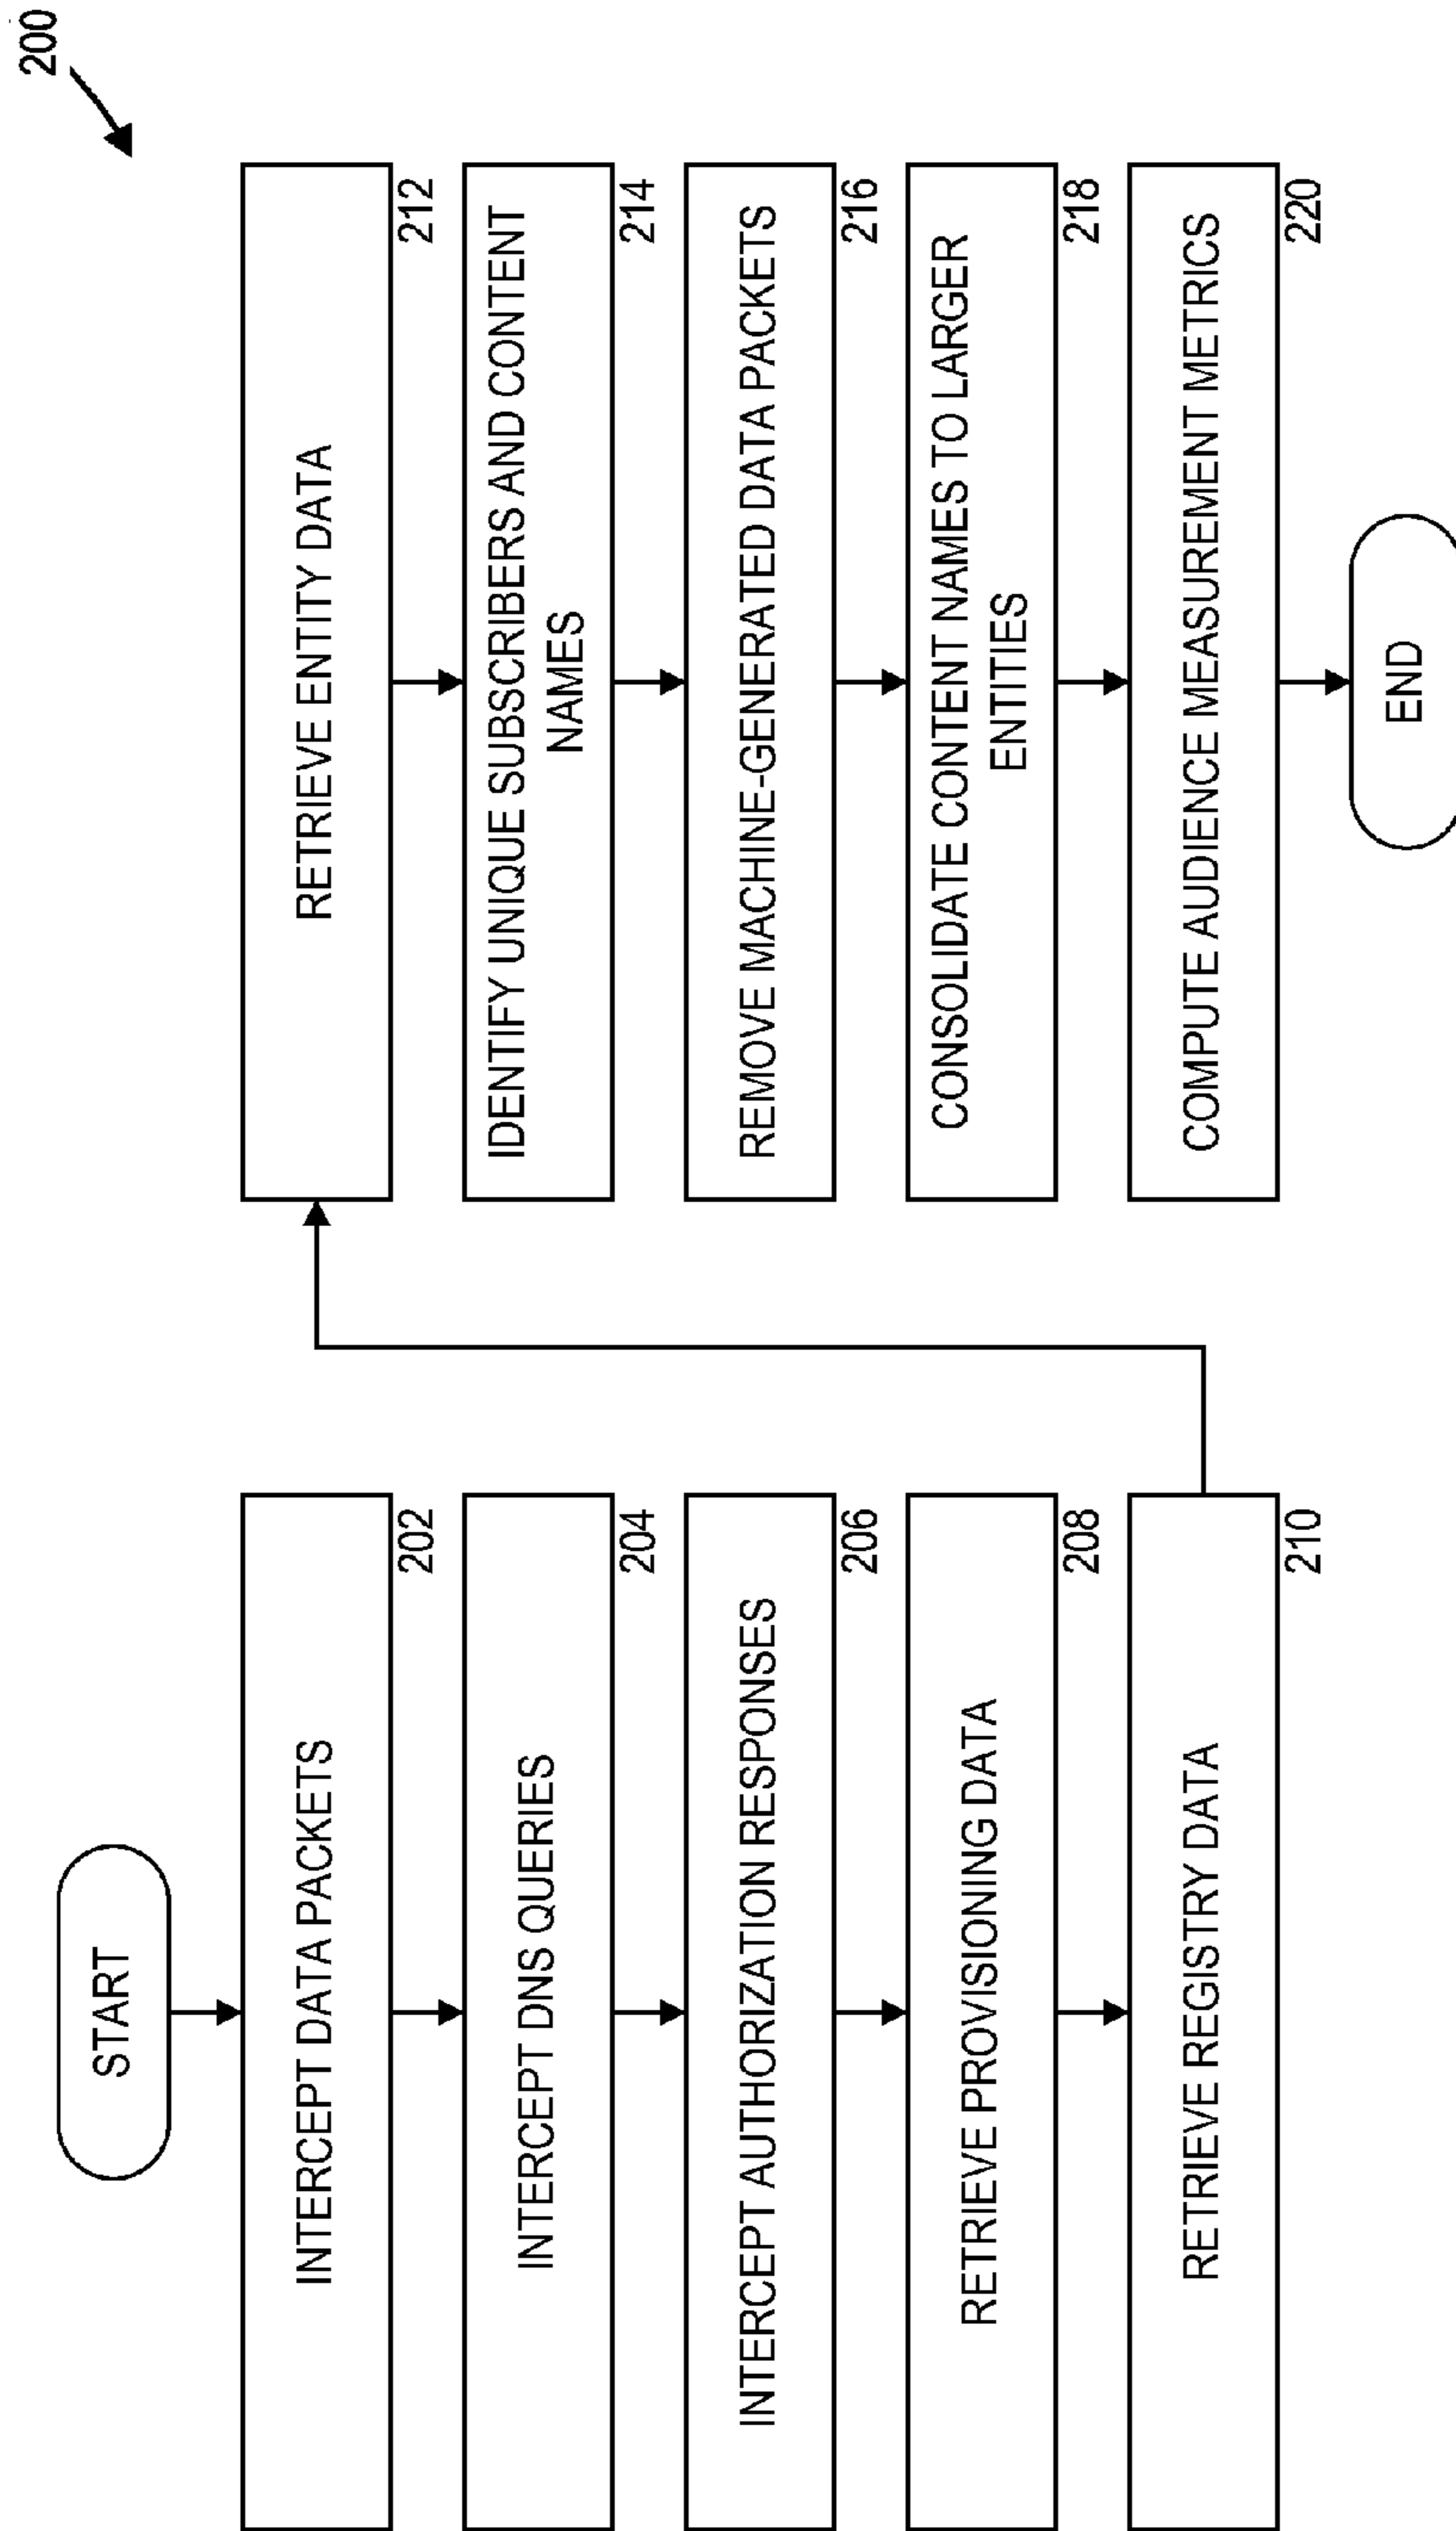 200
START
INTERCEPT DATA PACKETS
202
INTERCEPT DNS QUERIES
204
INTERCEPT AUTHORIZATION RESPONSES
206
RETRIEVE PROVISIONING DATA
208
RETRIEVE REGISTRY DATA
210
RETRIEVE ENTITY DATA
212
IDENTIFY UNIQUE SUBSCRIBERS AND CONTENT
NAMES
214
REMOVE MACHINE-GENERATED DATA PACKETS
216
CONSOLIDATE CONTENT NAMES TO LARGER
ENTITIES
218
COMPUTE AUDIENCE MEASUREMENT METRICS
220
END